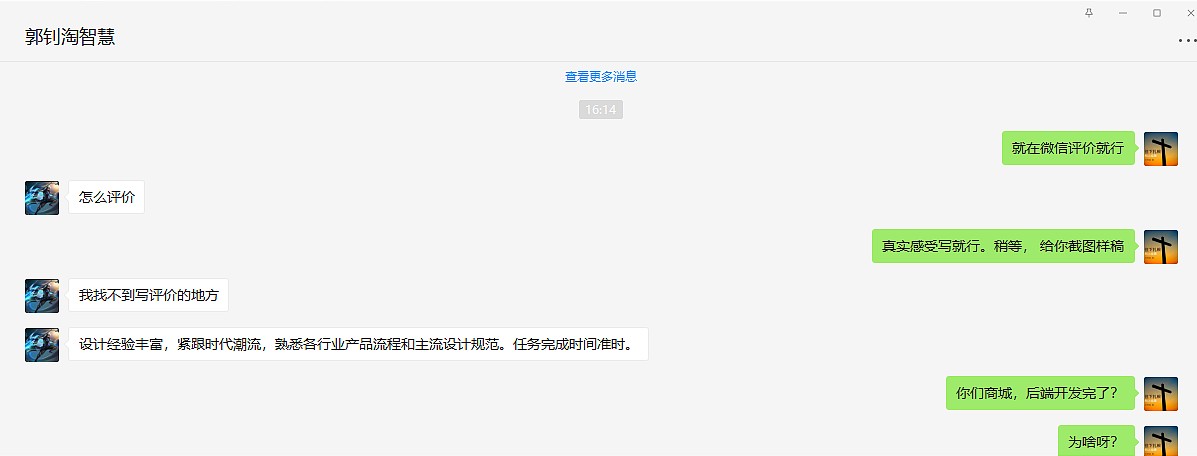 郭钊淘智慧
查看更多消息
16:14
就在微信评价就行
怎么评价
真实感受写就行。稍等， 给你截图样稿
我找不到写评价的地方
设计经验丰富，紧跟时代潮流，熟悉各行业产品流程和主流设计规范。任务完成时间准时。
你们商城，后端开发完了？
为啥呀？